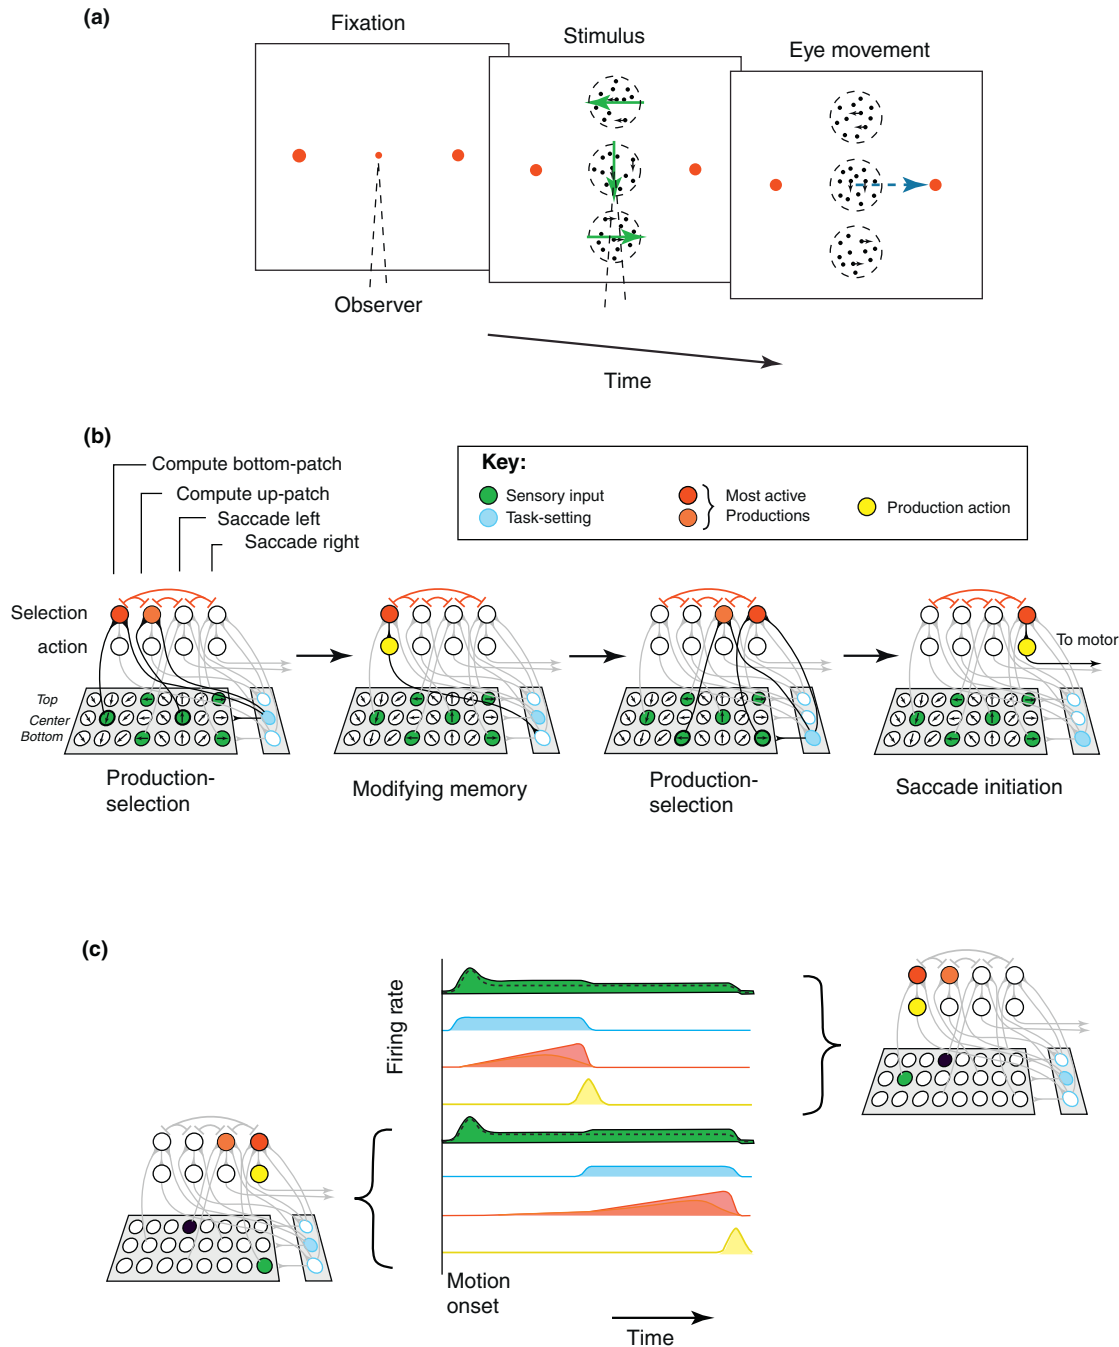 (a)
Fixation
Stimulus
Eye movement
Observer
Time
(b)
Compute bottom-patch
Compute up-patch
Saccade left
Saccade right
Key:
Sensory input
Task-setting
Most active
Productions
Production action
Selection
action
To motor
Top
Center
Bottom
Production-
selection
Modifying memory
Production-
selection
Saccade initiation
(c)
Firing rate
Motion
onset
Time